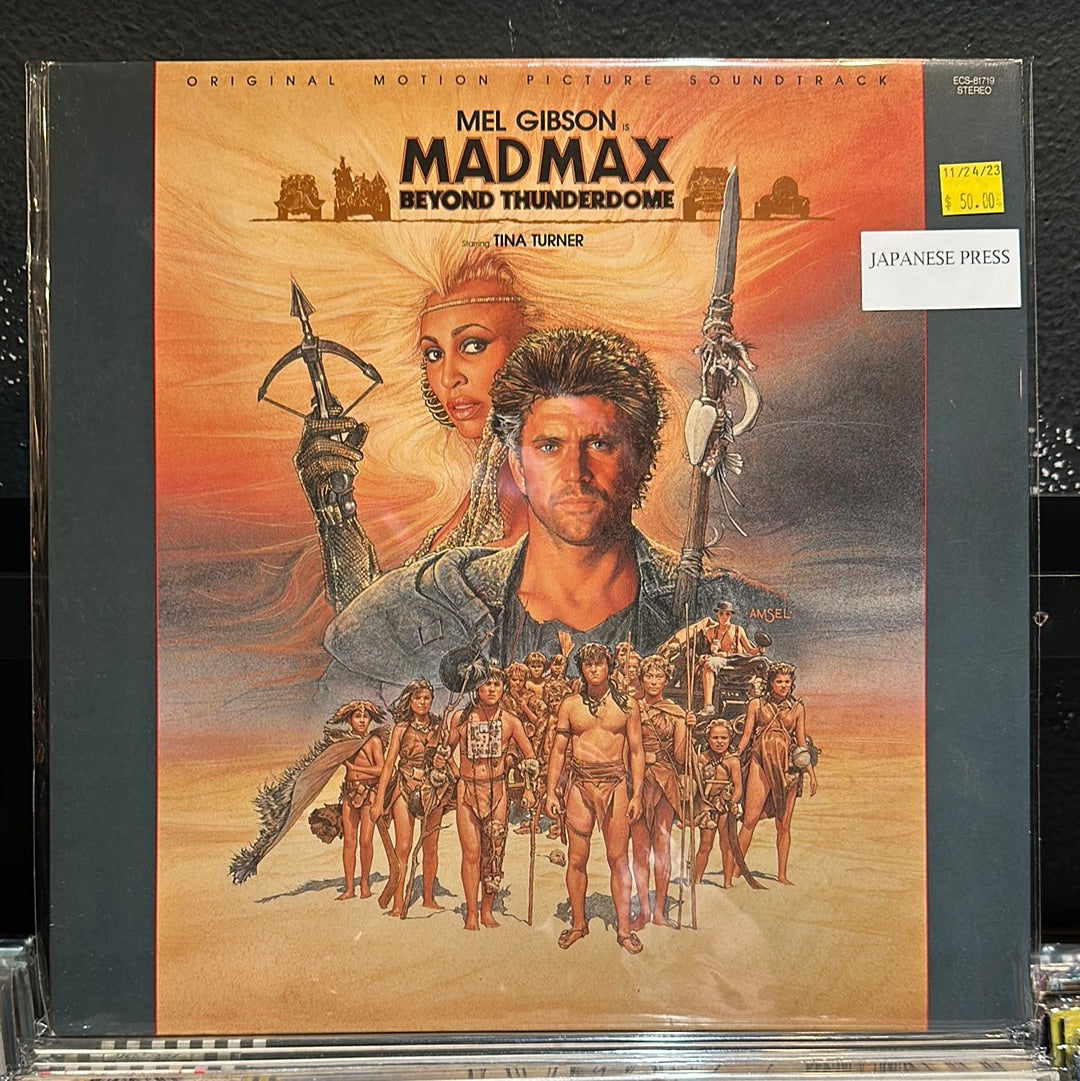 ORIGINAL MOTION PICTURE SOUNDTRACK
ECS-81719
STEREO
MEL GIBSON IS
MAD MAX
BEYOND THUNDERDOME
Starring TINA TURNER
11/24/23
$ 50.00
JAPANESE PRESS
AMSEL